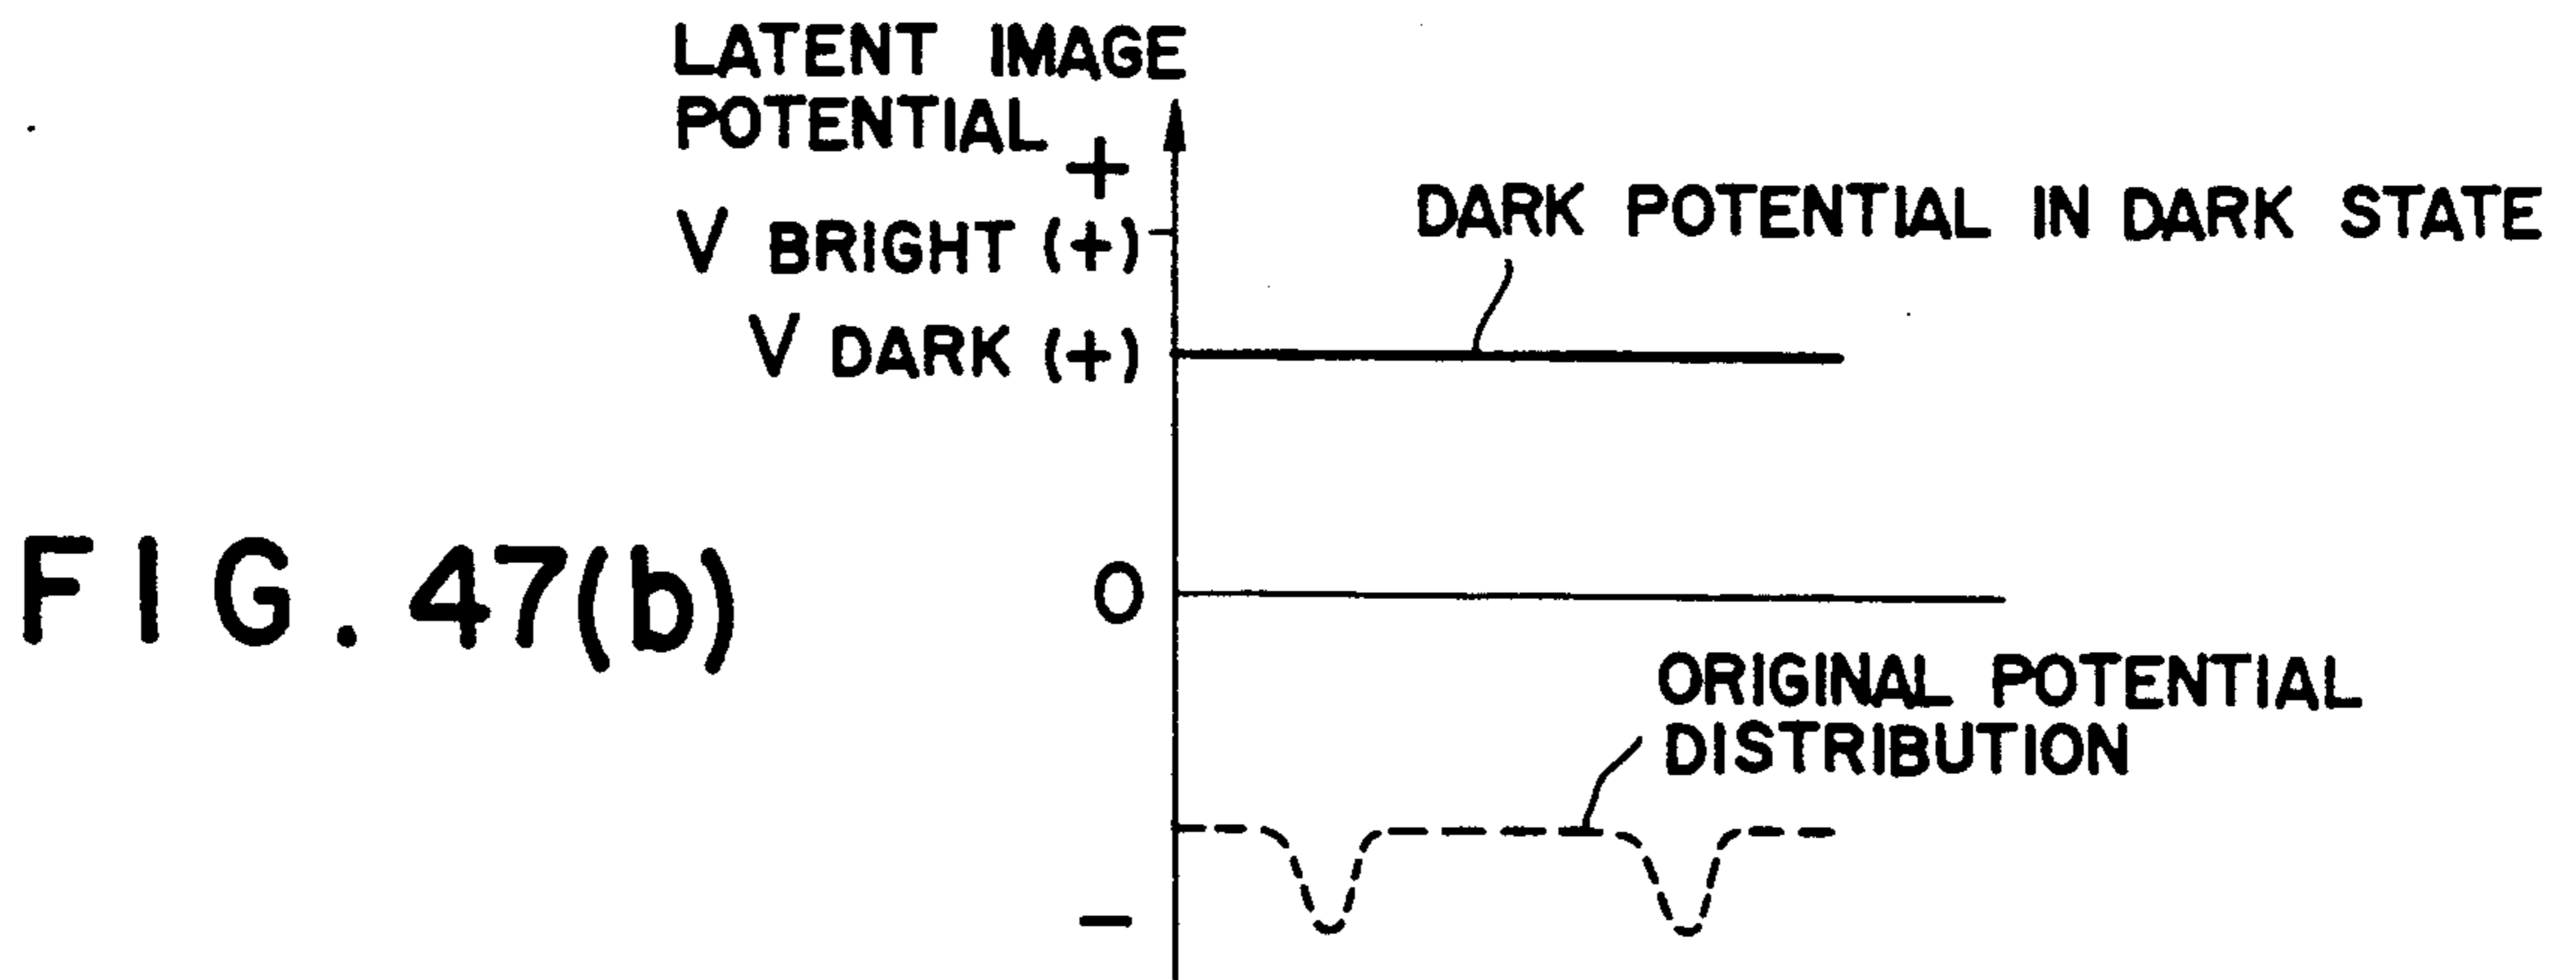 LATENT IMAGE
POTENTIAL
+
V BRIGHT (+)
DARK POTENTIAL IN DARK STATE
V DARK (+)
FIG. 47(b)
0
ORIGINAL POTENTIAL
DISTRIBUTION
−